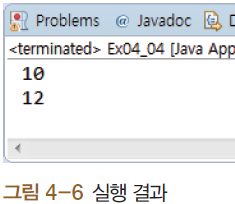 Problems @ Javadoc
<terminated> Ex04_04 [Java App
10
12
그림 4-6 실행 결과